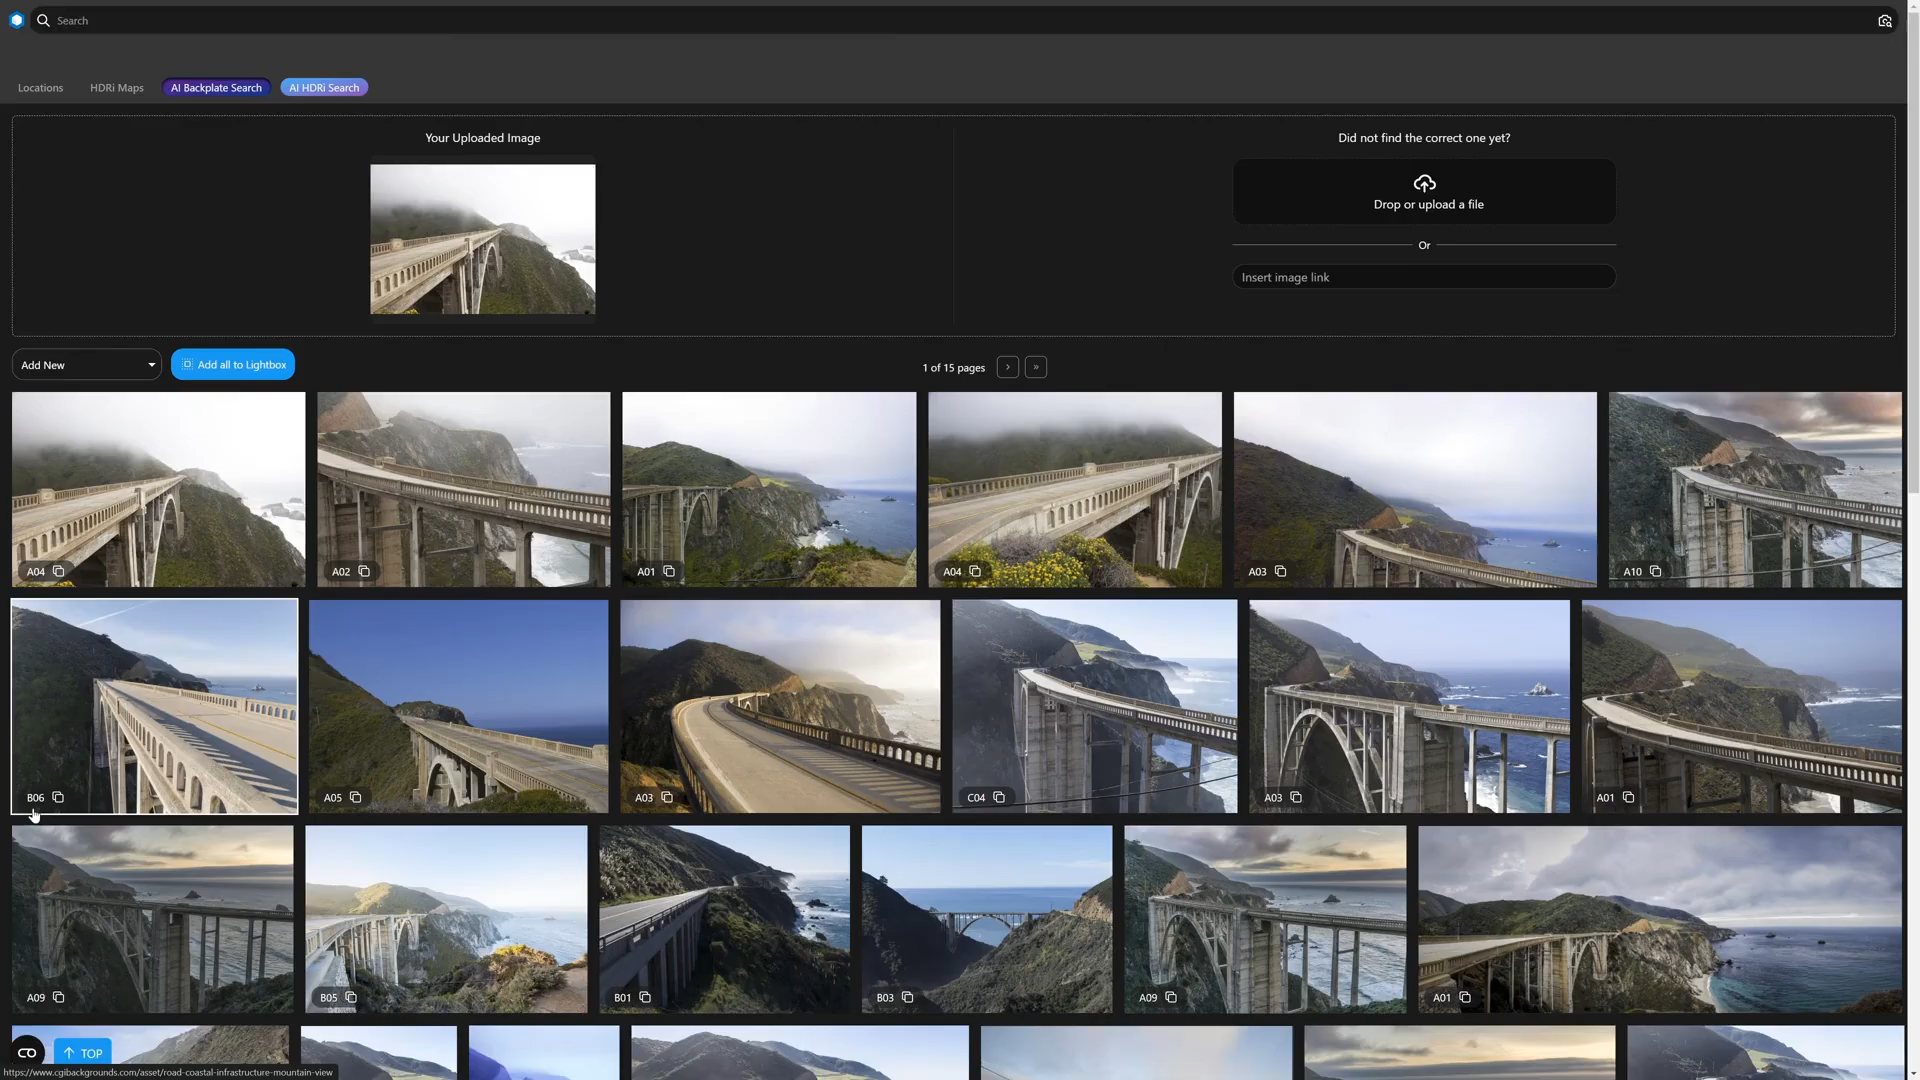 Search
Locations
HDRi Maps
AI Backplate Search
AI HDRi Search
Your Uploaded Image
Did not find the correct one yet?
Drop or upload a file
Or
Insert image link
Add New
Add all to Lightbox
1 of 15 pages
A04
A02
A01
A04
A03
A10
B06
A05
A03
C04
A03
A01
A09
B05
B01
B03
A09
A01
TOP
https://www.cgibackgrounds.com/asset/road-coastal-infrastructure-mountain-view